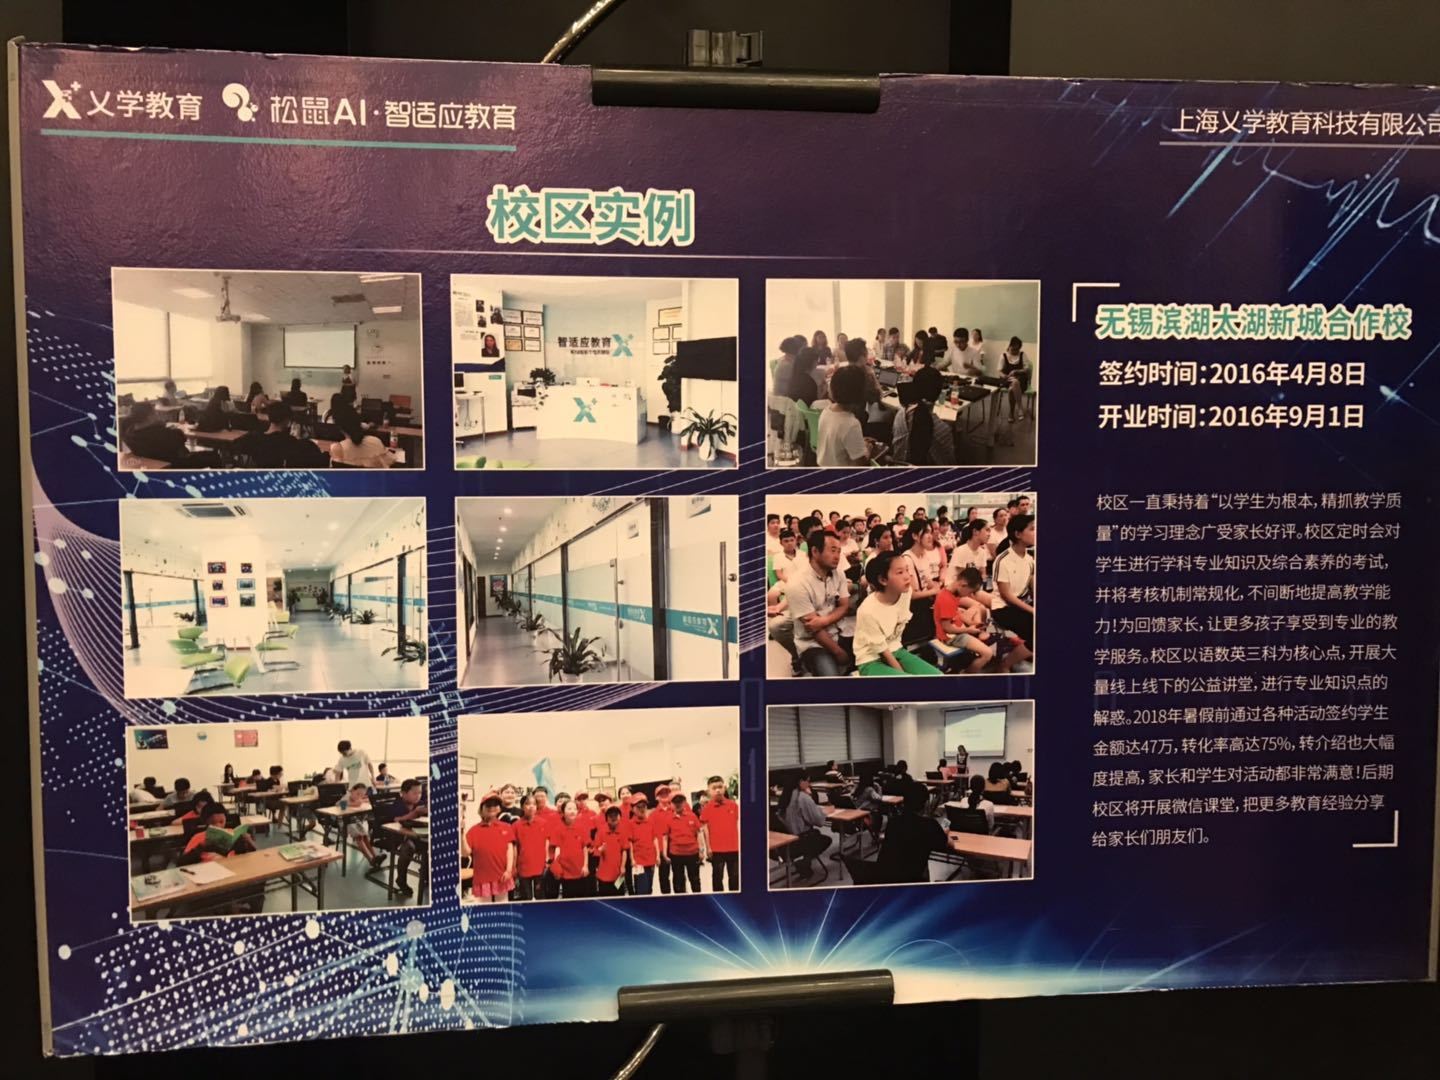 乂学教育 松鼠AI·智适应教育
上海乂学教育科技有限公司
校区实例
智适应教育
无锡滨湖太湖新城合作校
签约时间:2016年4月8日
开业时间:2016年9月1日
校区一直秉持着“以学生为根本,精抓教学质
量”的学习理念广受家长好评。校区定时会对
学生进行学科专业知识及综合素养的考试,
并将考核机制常规化,不间断地提高教学能
力!为回馈家长,让更多孩子享受到专业的教
学服务。校区以语数英三科为核心点,开展大
量线上线下的公益讲堂,进行专业知识点的
解惑。2018年暑假前通过各种活动签约学生
金额达47万,转化率高达75%,转介绍也大幅
度提高,家长和学生对活动都非常满意!后期
校区将开展微信课堂,把更多教育经验分享
给家长们朋友们。